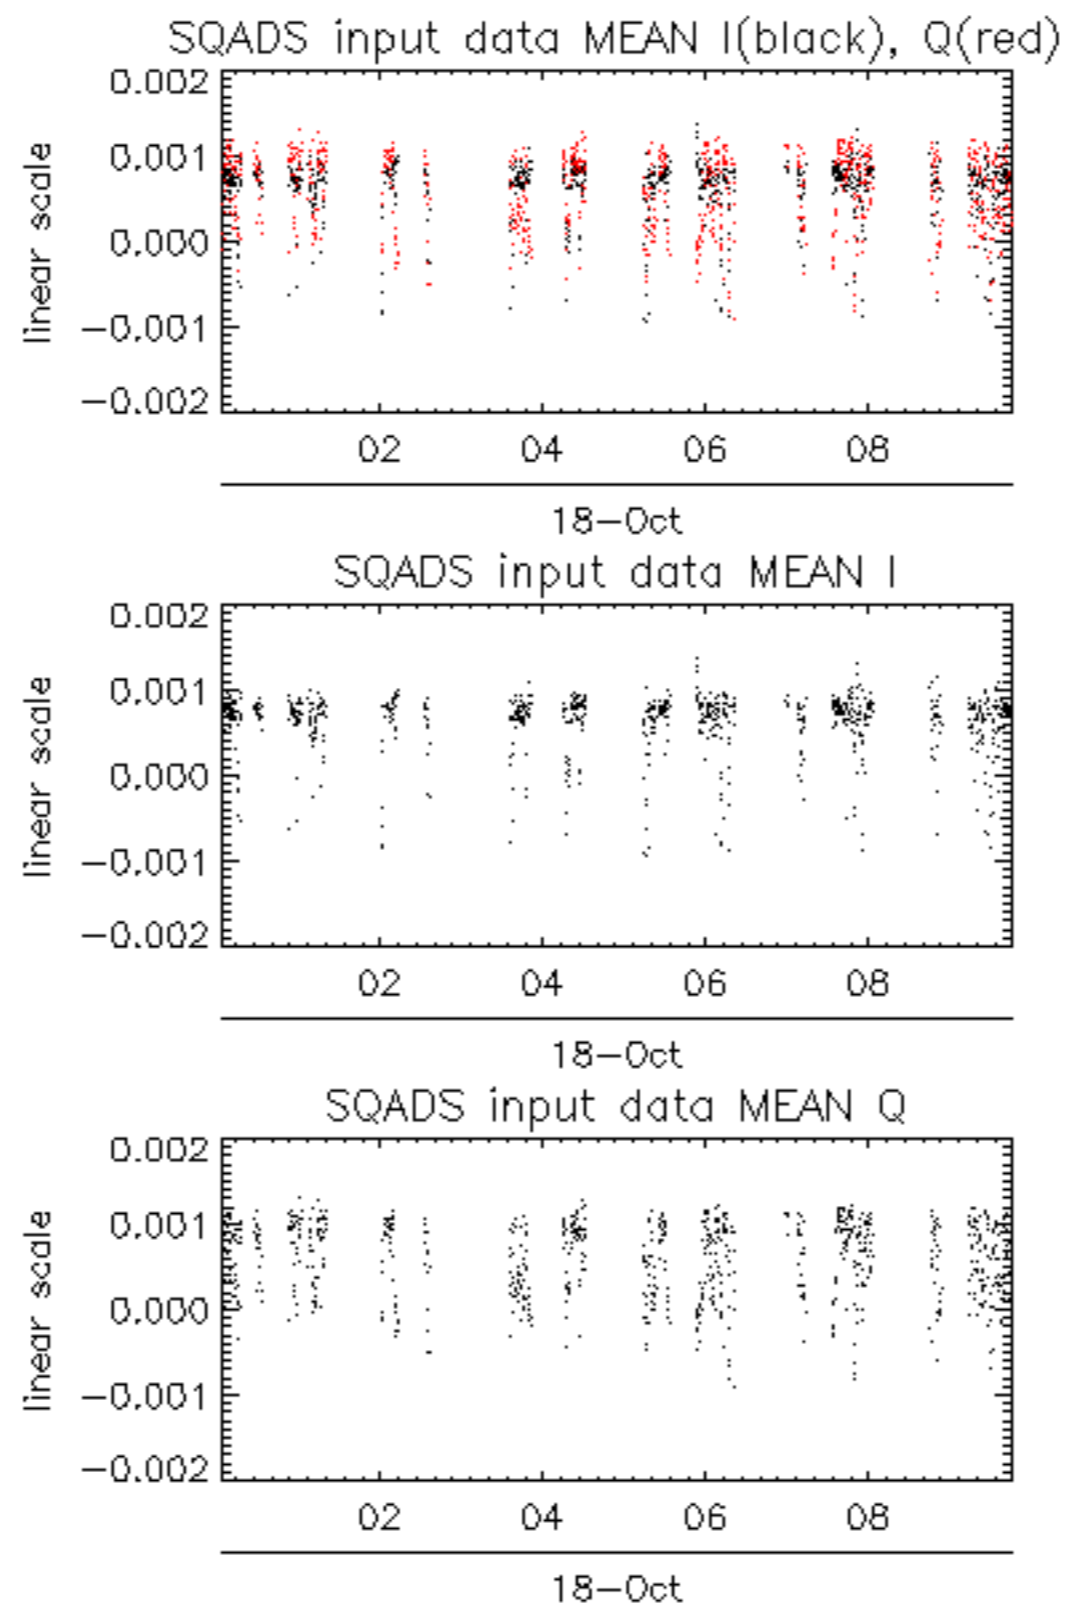 SQADS input data MEAN I(black), Q(red)
0.002
0.001
0.000
−0.001
−0.002
linear scale
02 04 06 08
18−Oct
SQADS input data MEAN I
0.002
0.001
0.000
−0.001
−0.002
linear scale
02 04 06 08
18−Oct
SQADS input data MEAN Q
0.002
0.001
0.000
−0.001
−0.002
linear scale
02 04 06 08
18−Oct